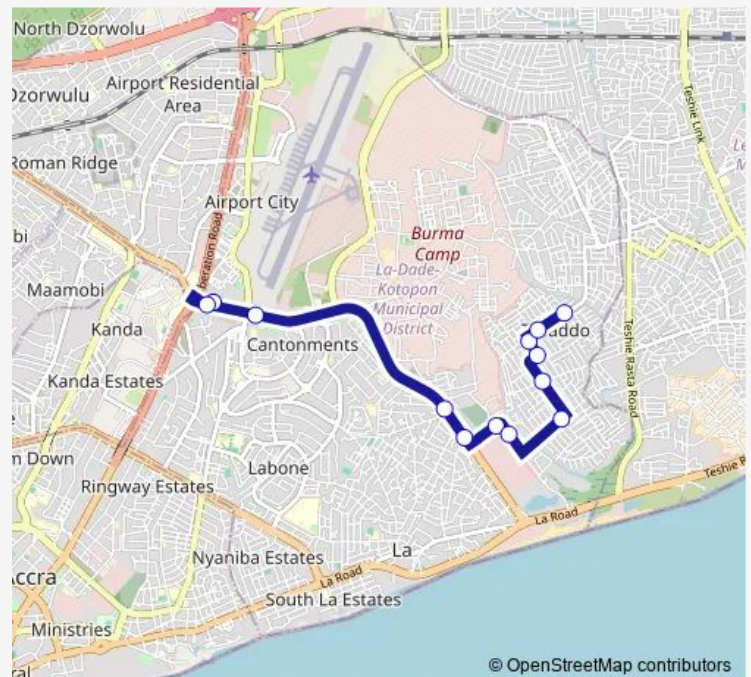 North Dzorwolu
Airport Residential
Area
Dzorwulu
Roman Ridge
Airport City
Liberation Road
Burma
Camp
La-Dade-
Kotopon
Municipal
District
Teshie Link
Maamobi
Kanda
Cantonments
Kanda Estates
Teshie Rasta Road
Labone
Ringway Estates
La Road
Nyaniba Estates
La
La Road
South La Estates
Accra
Ministries
© OpenStreetMap contributors